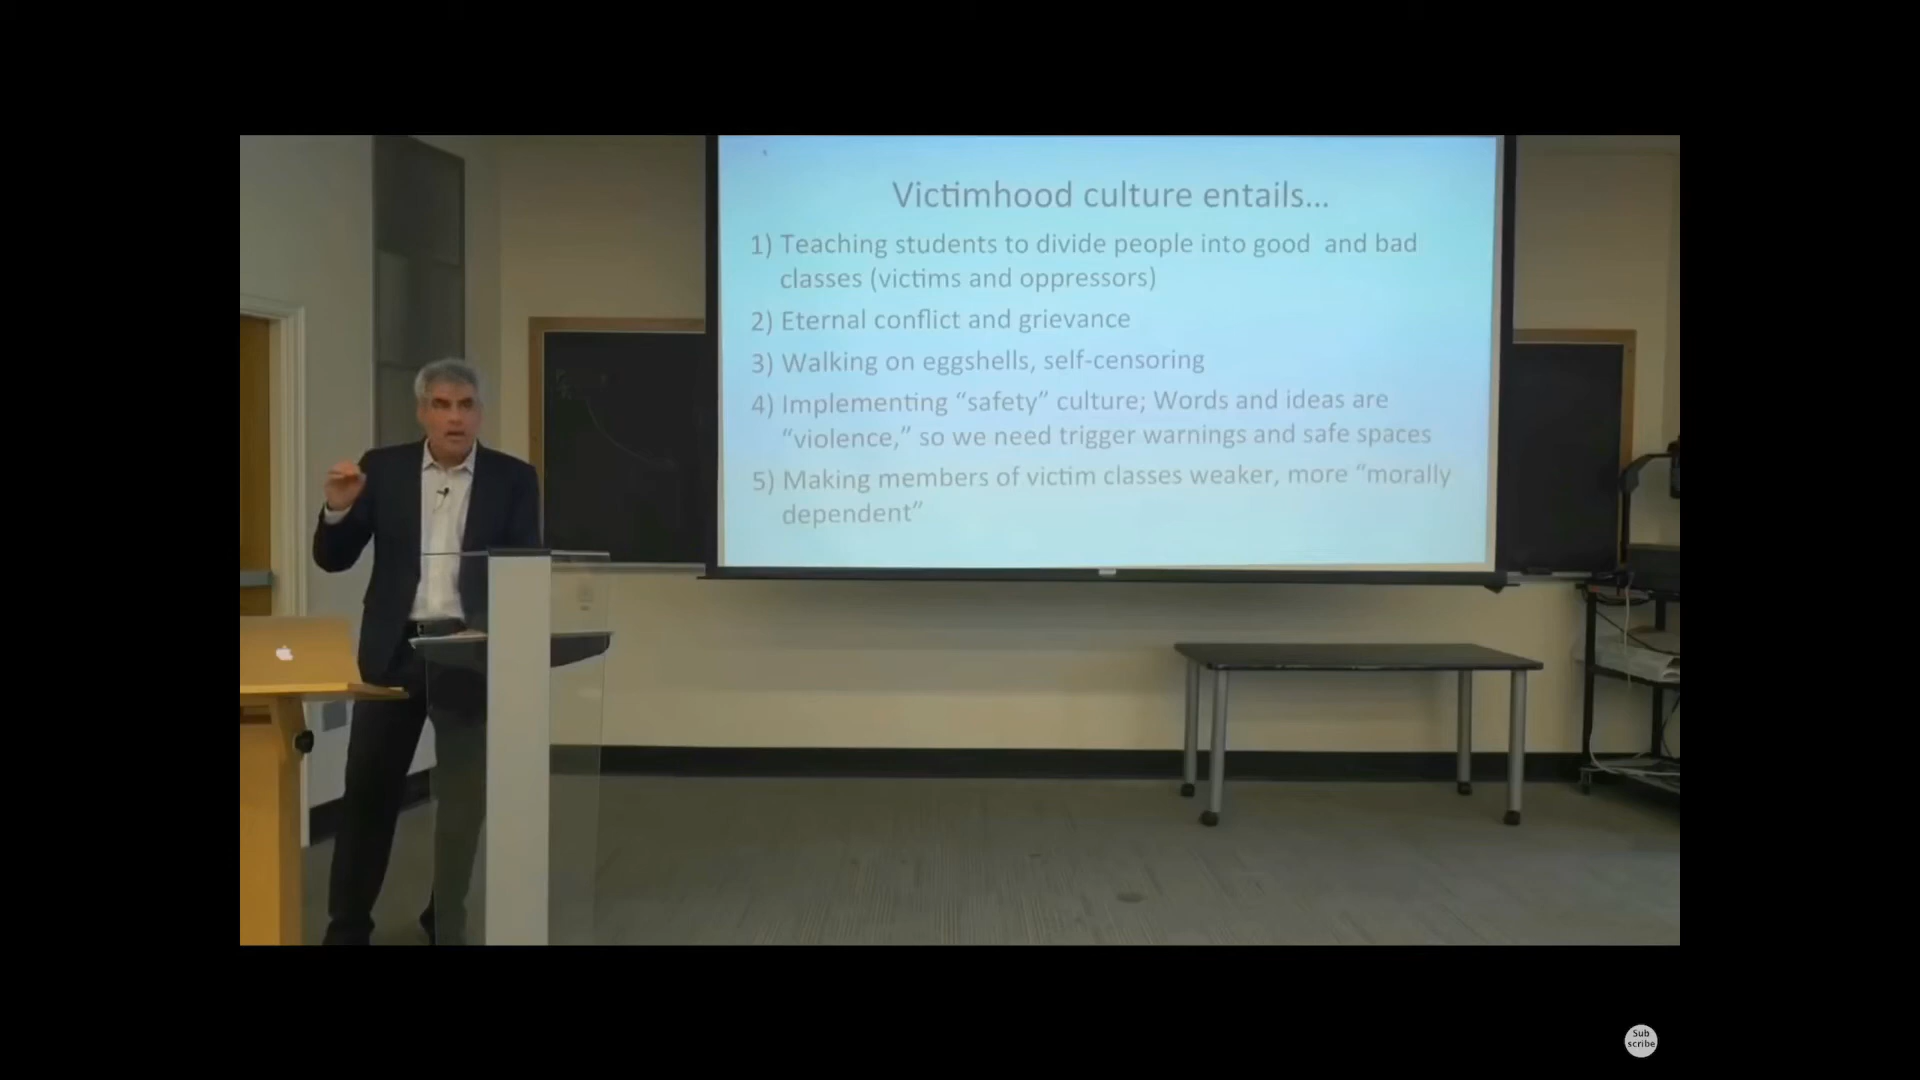 Victimhood culture entails...
1) Teaching students to divide people into good and bad
classes (victims and oppressors)
2) Eternal conflict and grievance
3) Walking on eggshells, self-censoring
4) Implementing “safety” culture; Words and ideas are
“violence,” so we need trigger warnings and safe spaces
5) Making members of victim classes weaker, more “morally
dependent”
Sub
scribe